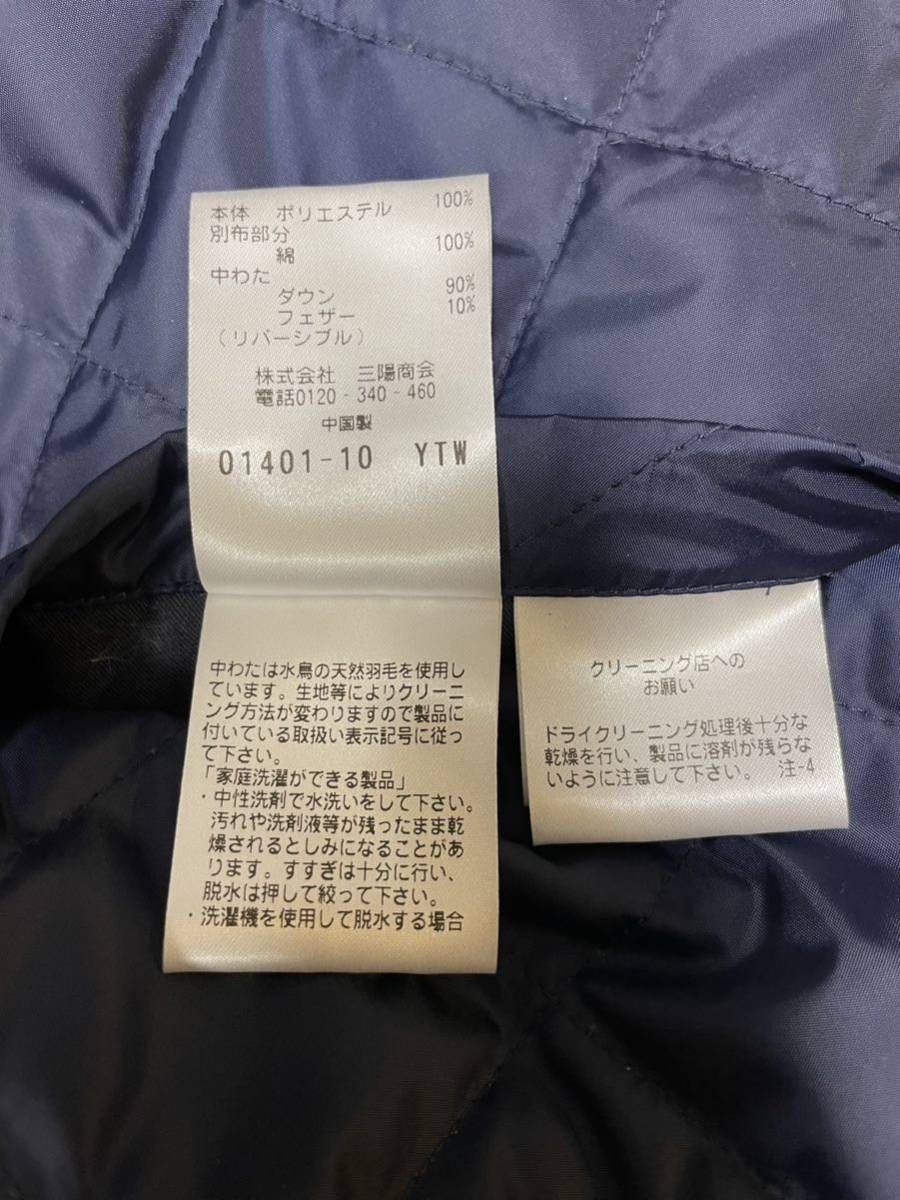 本体 ポリエステル 100%
別布部分
綿 100%
中わた
ダウン 90%
フェザー 10%
(リバーシブル)
株式会社 三陽商会
電話0120-340-460
中国製
01401-10 YTW
中わたは水鳥の天然羽毛を使用し
ています。生地等によりクリーニ
ング方法が変わりますので製品に
付いている取扱い表示記号に従っ
て下さい。
「家庭洗濯ができる製品」
・中性洗剤で水洗いをして下さい。
汚れや洗剤液等が残ったまま乾
燥されるとしみになることがあ
ります。すすぎは十分に行い、
脱水は押して絞って下さい。
・洗濯機を使用して脱水する場合
クリーニング店への
お願い
ドライクリーニング処理後十分な
乾燥を行い、製品に溶剤が残らな
いように注意して下さい。 注-4